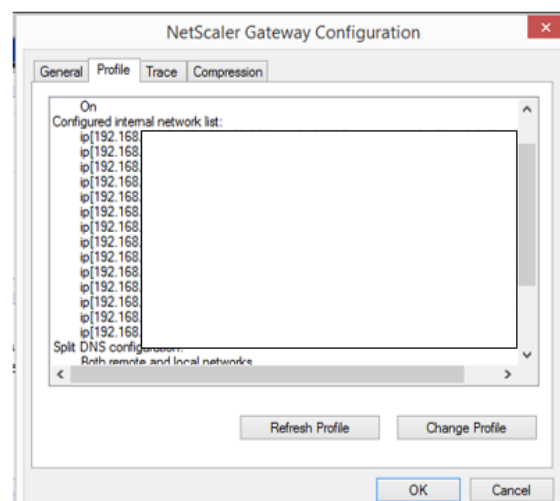 NetScaler Gateway Configuration
General Profile Trace Compression
On
Configured internal network list:
ip[192.168.
ip[192.168.
ip[192.168.
ip[192.168.
ip[192.168.
ip[192.168.
ip[192.168.
ip[192.168.
ip[192.168.
ip[192.168.
ip[192.168.
ip[192.168.
ip[192.168.
ip[192.168.
Split DNS configuration:
Both remote and local networks
Refresh Profile Change Profile
OK Cancel